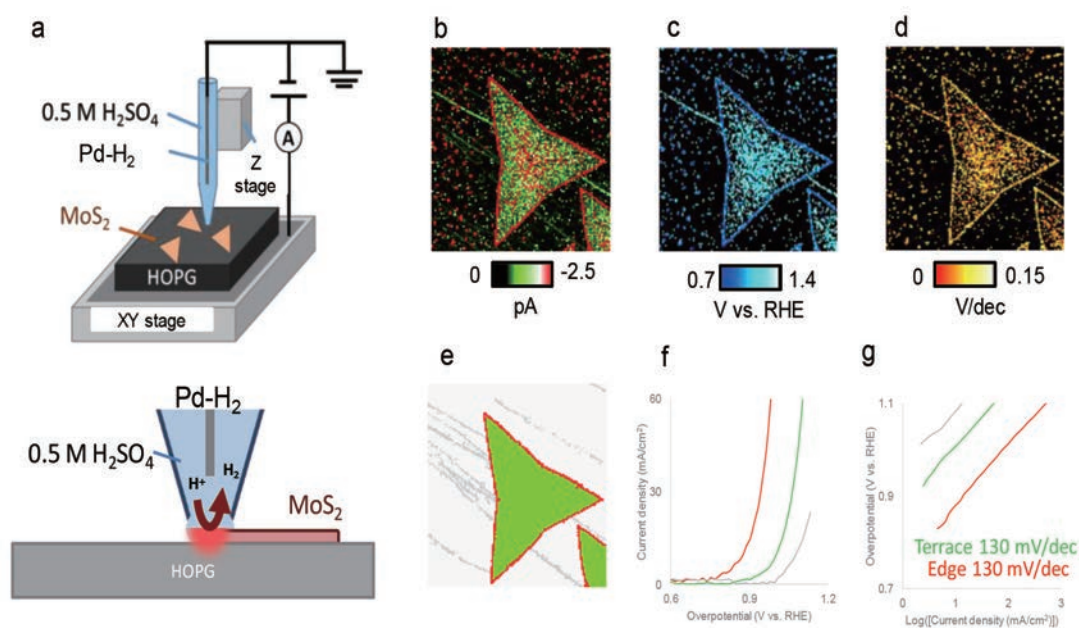 a
0.5 M H₂SO₄
Pd-H₂
Z
stage
A
MoS₂
HOPG
XY stage
Pd-H₂
0.5 M H₂SO₄
H⁺
H₂
MoS₂
HOPG
b
0
-2.5
pA
c
0.7
1.4
V vs. RHE
d
0
0.15
V/dec
e
f
60
30
0
0.6
0.9
1.2
Current density (mA/cm²)
Overpotential (V vs. RHE)
g
1.1
0.9
0.7
0
1
2
3
Overpotential (V vs. RHE)
Terrace 130 mV/dec
Edge 130 mV/dec
Log([Current density (mA/cm²)])